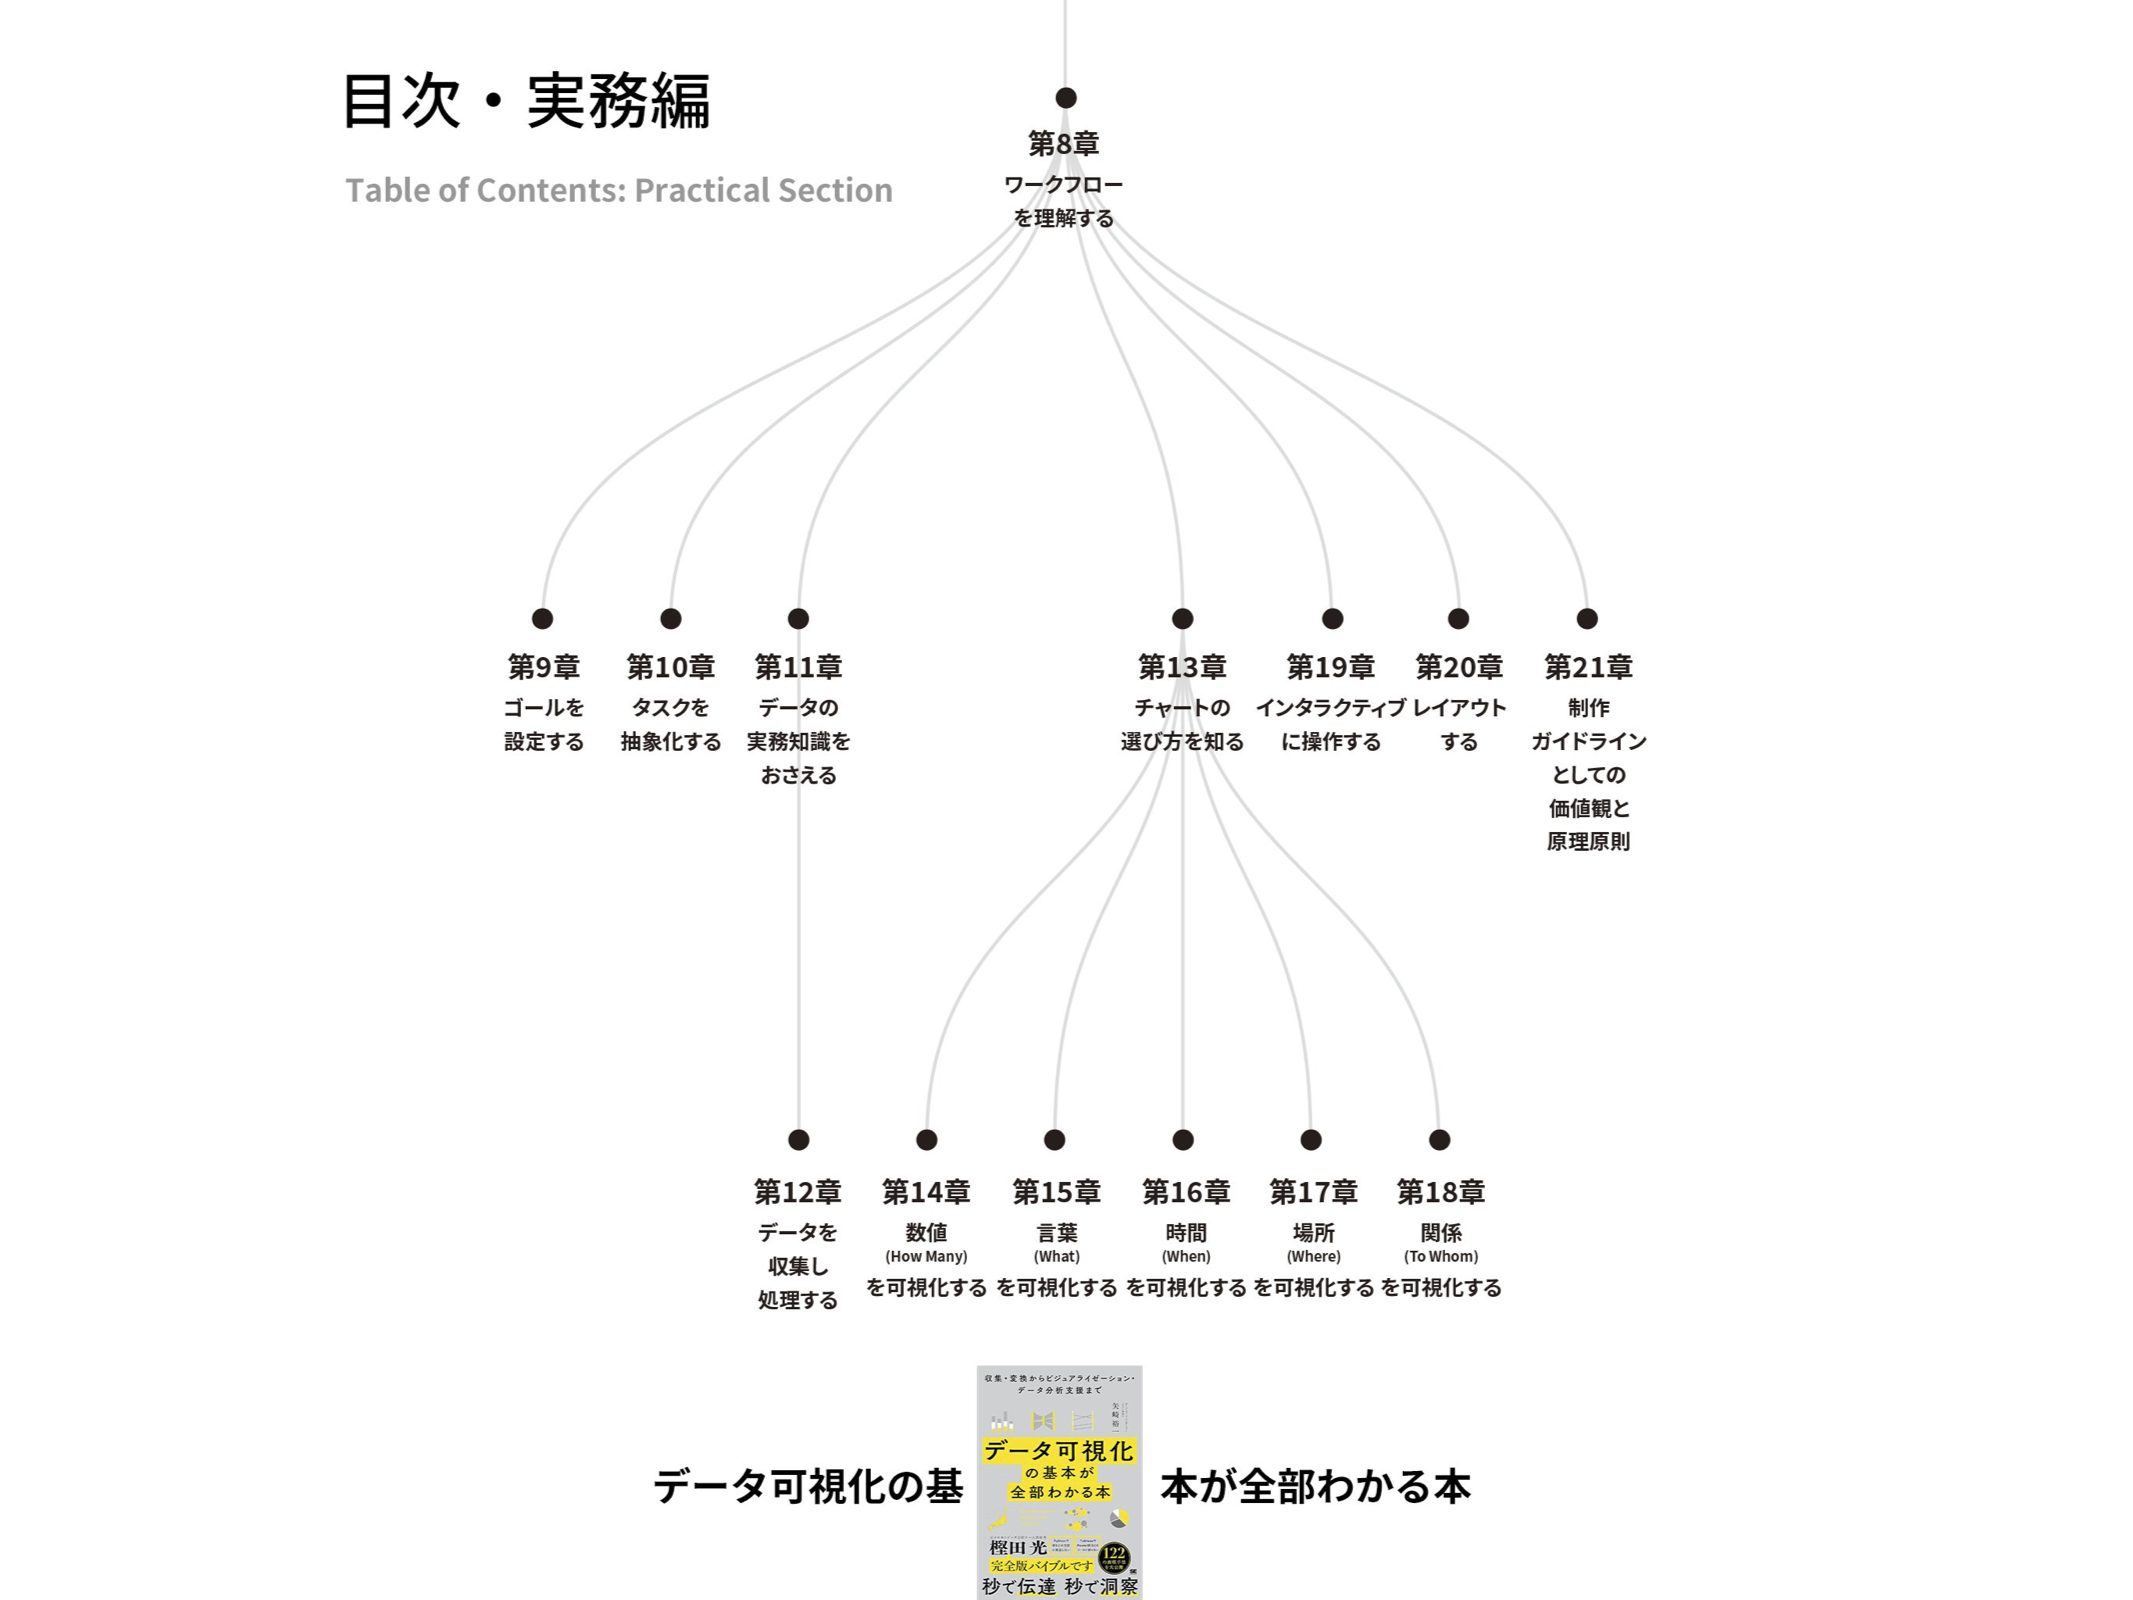 目次・実務編
Table of Contents: Practical Section
第8章
ワークフロー
を理解する
第9章
ゴールを
設定する
第10章
タスクを
抽象化する
第11章
データの
実務知識を
おさえる
第13章
チャートの
選び方を知る
第19章
インタラクティブ
に操作する
第20章
レイアウト
する
第21章
制作
ガイドライン
としての
価値観と
原理原則
第12章
データを
収集し
処理する
第14章
数値
(How Many)
を可視化する
第15章
言葉
(What)
を可視化する
第16章
時間
(When)
を可視化する
第17章
場所
(Where)
を可視化する
第18章
関係
(To Whom)
を可視化する
データ可視化の基
本が全部わかる本
収集・変換からビジュアライゼーション・
データ分析支援まで
矢崎裕一
データ可視化
の基本が
全部わかる本
樫田光
完全版バイブルです
122
秒で伝達 秒で洞察